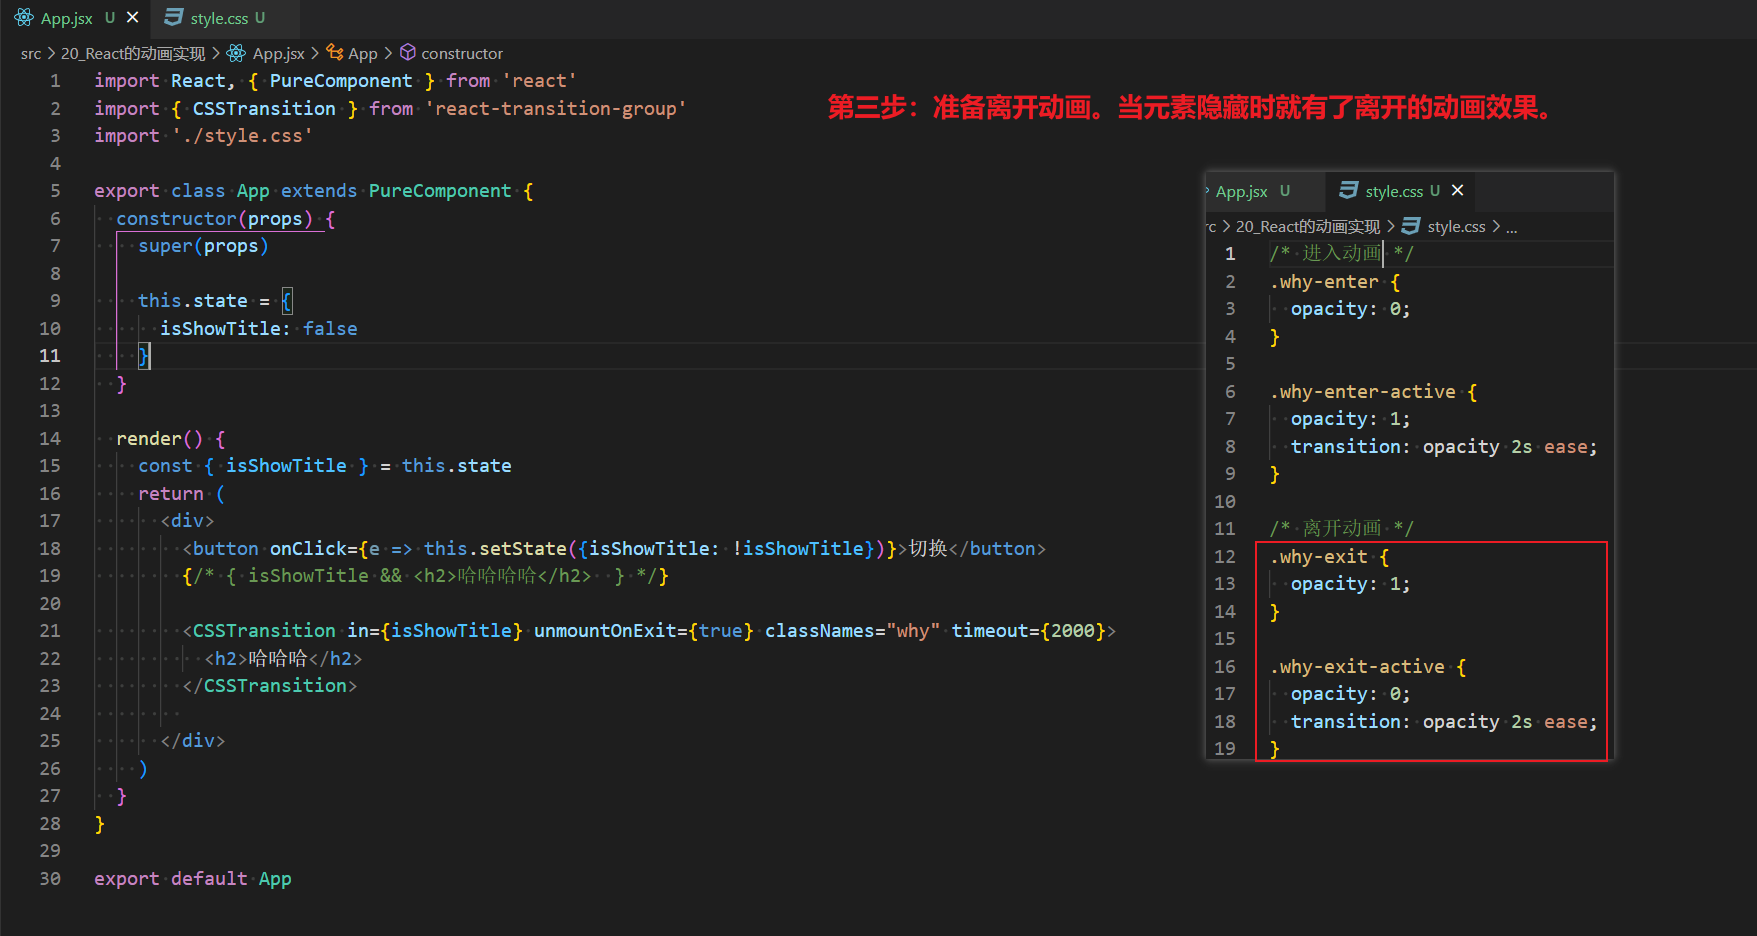 App.jsx U × style.css U
src > 20_React的动画实现 > App.jsx > App > constructor
1 import React, { PureComponent } from 'react'
2 import { CSSTransition } from 'react-transition-group'
3 import './style.css'
4
5 export class App extends PureComponent {
6 constructor(props) {
7 super(props)
8
9 this.state = {
10 isShowTitle: false
11 }
12 }
13
14 render() {
15 const { isShowTitle } = this.state
16 return (
17 <div>
18 <button onClick={e => this.setState({isShowTitle: !isShowTitle})}>切换</button>
19 {/* { isShowTitle && <h2>哈哈哈哈</h2>  } */}
20
21 <CSSTransition in={isShowTitle} unmountOnExit={true} classNames="why" timeout={2000}>
22 <h2>哈哈哈</h2>
23 </CSSTransition>
24
25 </div>
26 )
27 }
28 }
29
30 export default App
第三步：准备离开动画。当元素隐藏时就有了离开的动画效果。
App.jsx U style.css U ×
rc > 20_React的动画实现 > style.css > ...
1 /* 进入动画 */
2 .why-enter {
3 opacity: 0;
4 }
5
6 .why-enter-active {
7 opacity: 1;
8 transition: opacity 2s ease;
9 }
10
11 /* 离开动画 */
12 .why-exit {
13 opacity: 1;
14 }
15
16 .why-exit-active {
17 opacity: 0;
18 transition: opacity 2s ease;
19 }